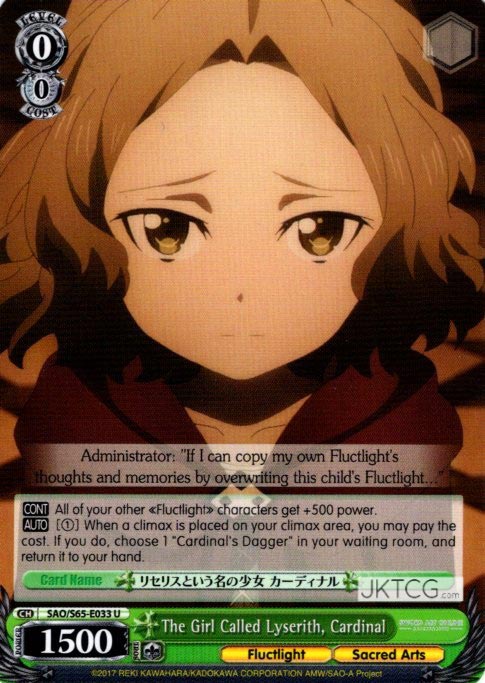 LEVEL
0
0
COST
Administrator: "If I can copy my own Fluctlight's
thoughts and memories by overwriting this child's Fluctlight..."
CONT All of your other «Fluctlight» characters get +500 power.
AUTO [①] When a climax is placed on your climax area, you may pay the
cost. If you do, choose 1 "Cardinal's Dagger" in your waiting room, and
return it to your hand.
Card Name リセリスという名の少女 カーディナル
JKTCG.com
CH SAO/S65-E033 U
The Girl Called Lyserith, Cardinal
POWER 1500 SOUL
Fluctlight Sacred Arts
©2017 REKI KAWAHARA/KADOKAWA CORPORATION AMW/SAO-A Project